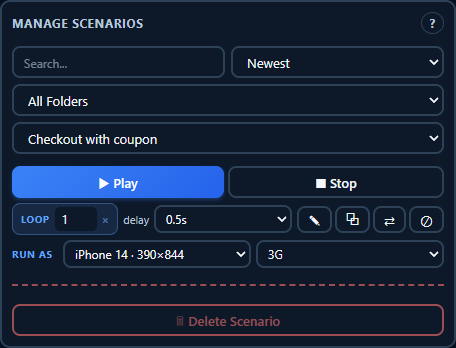 MANAGE SCENARIOS ?
Search... Newest
All Folders
Checkout with coupon
▶ Play ■ Stop
LOOP 1 × delay 0.5s
RUN AS iPhone 14 · 390×844 3G
Delete Scenario